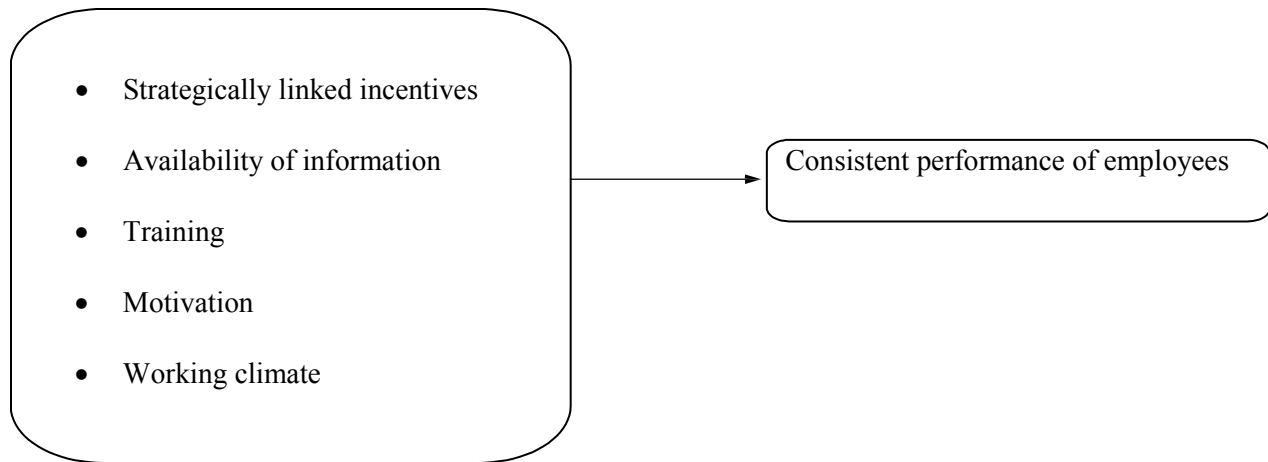 • Strategically linked incentives
• Availability of information
• Training
• Motivation
• Working climate
Consistent performance of employees